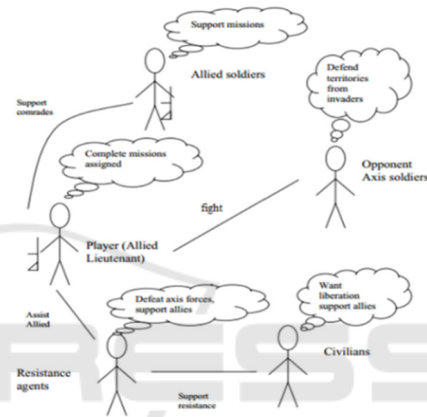 Support missions
Allied soldiers
Defend
territories
from
invaders
Support
comrades
Complete missions
assigned
Opponent
Axis soldiers
fight
Player (Allied
Lieutenant)
Want
liberation
support allies
Defeat axis forces,
support allies
Assist
Allied
Civilians
Resistance
agents
Support
resistance